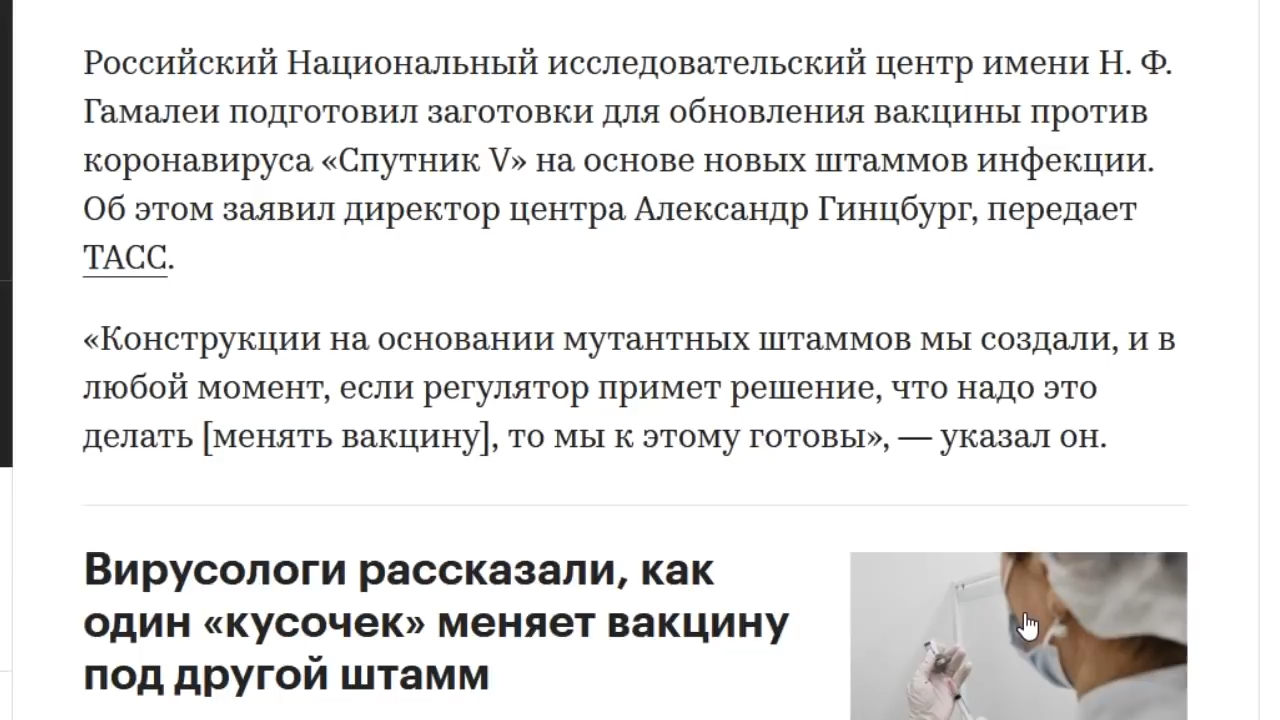 Российский Национальный исследовательский центр имени Н. Ф.
Гамалеи подготовил заготовки для обновления вакцины против
коронавируса «Спутник V» на основе новых штаммов инфекции.
Об этом заявил директор центра Александр Гинцбург, передает
ТАСС.
«Конструкции на основании мутантных штаммов мы создали, и в
любой момент, если регулятор примет решение, что надо это
делать [менять вакцину], то мы к этому готовы», — указал он.
Вирусологи рассказали, как
один «кусочек» меняет вакцину
под другой штамм